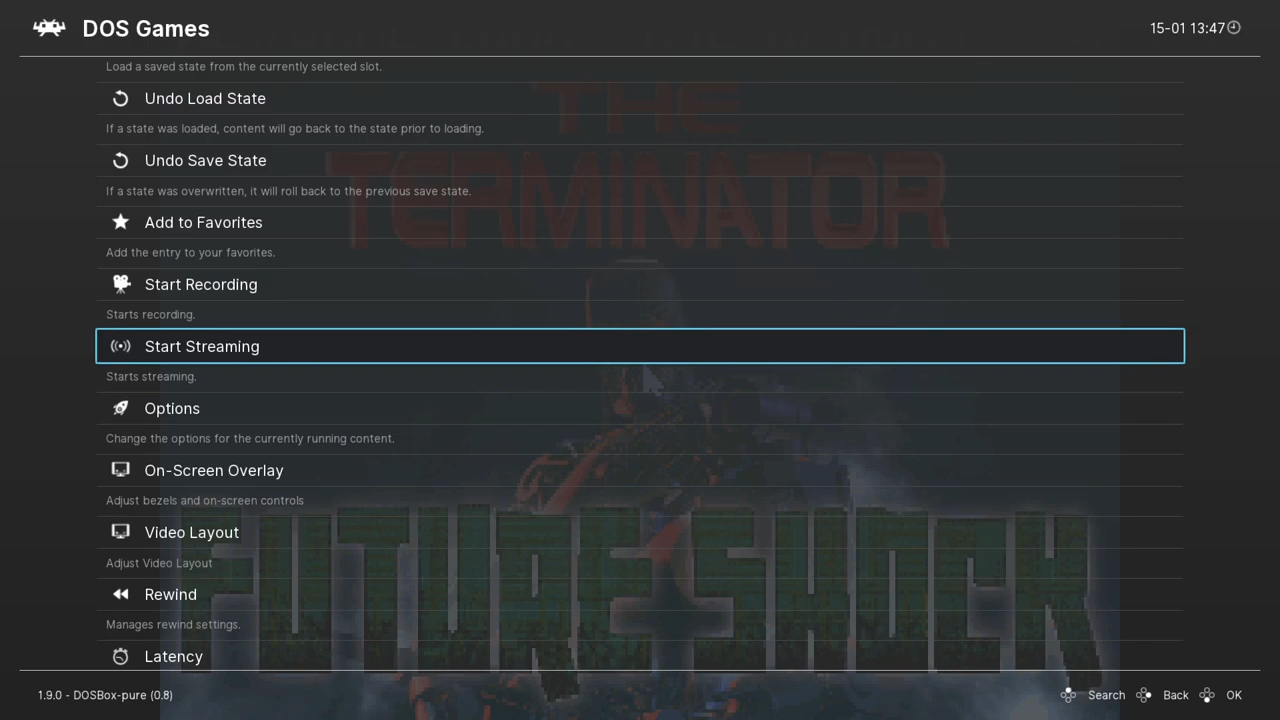 DOS Games
15-01 13:47
Load a saved state from the currently selected slot.
Undo Load State
If a state was loaded, content will go back to the state prior to loading.
Undo Save State
If a state was overwritten, it will roll back to the previous save state.
Add to Favorites
Add the entry to your favorites.
Start Recording
Starts recording.
Start Streaming
Starts streaming.
Options
Change the options for the currently running content.
On-Screen Overlay
Adjust bezels and on-screen controls
Video Layout
Adjust Video Layout
Rewind
Manages rewind settings.
Latency
1.9.0 - DOSBox-pure (0.8)
Search Back OK
THE
TERMINATOR
FUTURE SHOCK